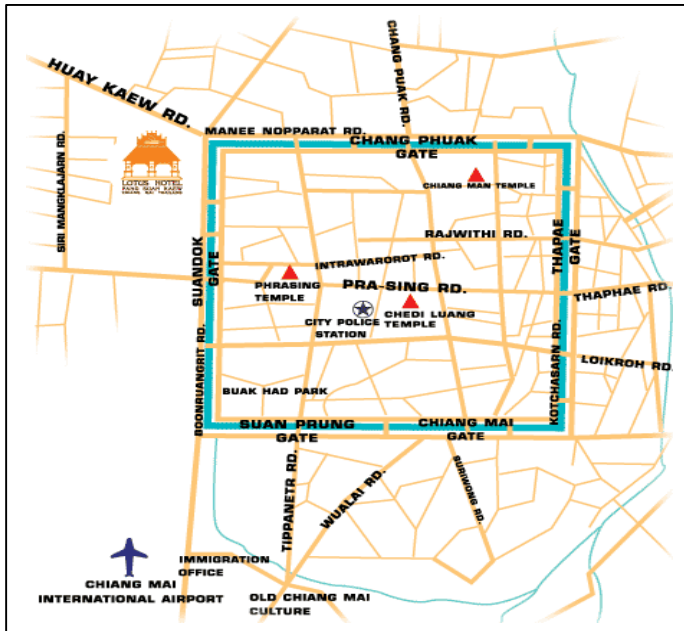 CHANG PUAK RD.
HUAY KAEW RD.
MANEE NOPPARAT RD.
CHANG PHUAK
GATE
LOTUS HOTEL
PANG SUAN KAEW
SIRI MANGKLAJARN RD.
CHIANG MAN TEMPLE
RAJWITHI RD.
THAPAE
GATE
SUANDOK
GATE
INTRAWAROROT RD.
PHRASING
TEMPLE
PRA-SING RD.
THAPHAE RD.
CITY POLICE
STATION
CHEDI LUANG
TEMPLE
BOONRUANGRIT RD.
KOTCHASARN RD.
LOIKROH RD.
BUAK HAD PARK
SUAN PRUNG
GATE
CHIANG MAI
GATE
TIPPANETR RD.
WUALAI RD.
SURIWONG RD.
IMMIGRATION
OFFICE
CHIANG MAI
INTERNATIONAL AIRPORT
OLD CHIANG MAI
CULTURE